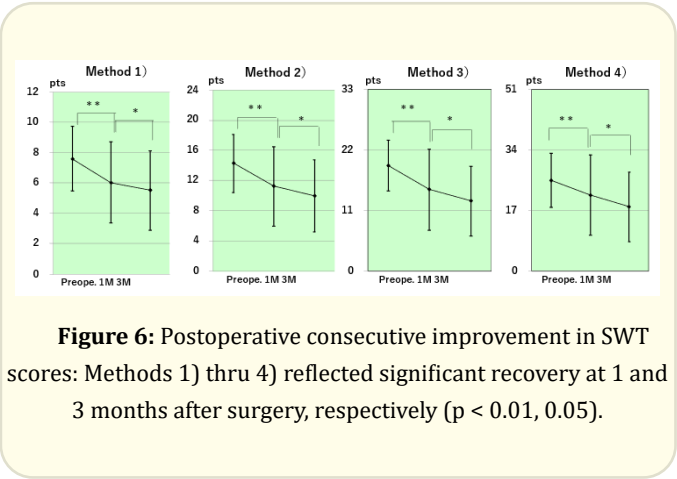 Method 1）
Method 2）
Method 3）
Method 4）
pts
pts
pts
pts
12
10
8
6
4
2
0
** *
Preope. 1M 3M
24
20
16
12
8
4
0
** *
Preope. 1M 3M
33
22
11
0
** *
Preope. 1M 3M
51
34
17
0
** *
Preope. 1M 3M
Figure 6: Postoperative consecutive improvement in SWT
scores: Methods 1) thru 4) reflected significant recovery at 1 and
3 months after surgery, respectively (p < 0.01, 0.05).